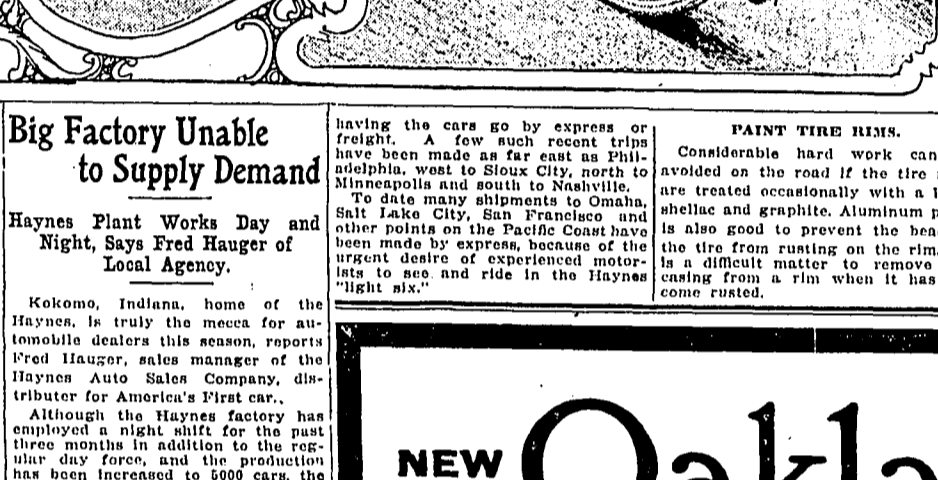 Big Factory Unable
to Supply Demand
Haynes Plant Works Day and
Night, Says Fred Hauger of
Local Agency.
Kokomo, Indiana, home of the
Haynes, is truly the mecca for au-
tomobile dealers this season, reports
Fred Hauger, sales manager of the
Haynes Auto Sales Company, dis-
tributer for America's First car.,
Although the Haynes factory has
employed a night shift for the past
three months in addition to the reg-
ular day force, and the production
has been increased to 5000 cars, the
having the cars go by express or
freight. A few such recent trips
have been made as far east as Phil-
adelphia, west to Sioux City, north to
Minneapolis and south to Nashville.
To date many shipments to Omaha,
Salt Lake City, San Francisco and
other points on the Pacific Coast have
been made by express, because of the
urgent desire of experienced motor-
ists to see and ride in the Haynes
"light six."
PAINT TIRE RIMS.
Considerable hard work can
avoided on the road if the tire
are treated occasionally with a
shellac and graphite. Aluminum p
is also good to prevent the bea
the tire from rusting on the rim.
is a difficult matter to remove
casing from a rim when it has
come rusted.
NEW Oakla